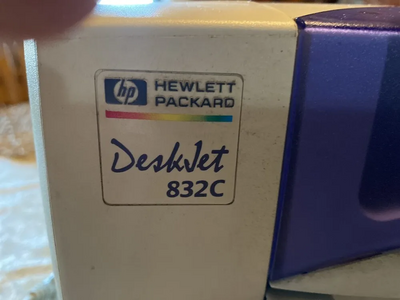 hp HEWLETT
PACKARD
DeskJet
832C